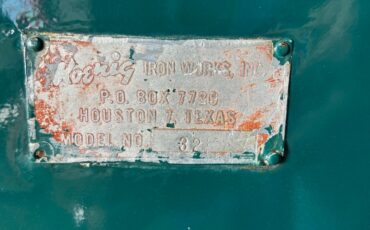 Koenig IRON WORKS, INC.
P.O. BOX 7726
HOUSTON 7, TEXAS
MODEL NO. 32